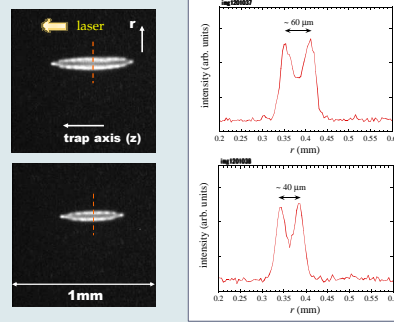 laser
r
trap axis (z)
1mm
img1201037
~ 60 μm
intensity (arb. units)
0.2 0.3 0.35 0.4 0.45 0.5 0.55 0.6
r (mm)
img1201038
~ 40 μm
intensity (arb. units)
0.2 0.25 0.3 0.35 0.4 0.45 0.5 0.55 0.6
r (mm)